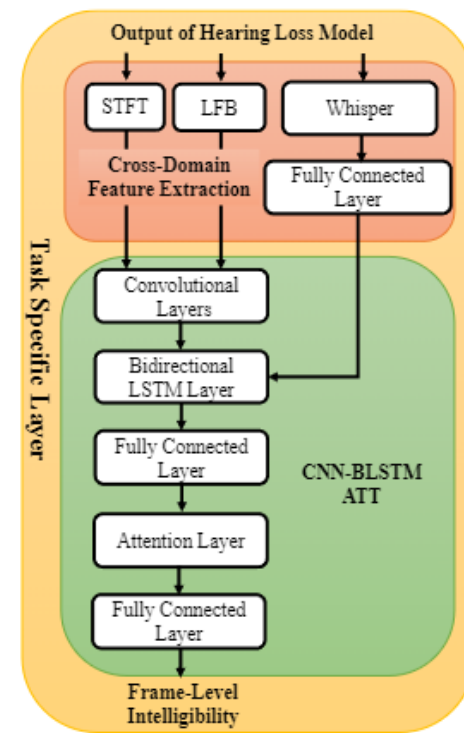 Output of Hearing Loss Model
STFT
LFB
Whisper
Cross-Domain
Feature Extraction
Fully Connected
Layer
Task Specific Layer
Convolutional
Layers
Bidirectional
LSTM Layer
Fully Connected
Layer
CNN-BLSTM
ATT
Attention Layer
Fully Connected
Layer
Frame-Level
Intelligibility